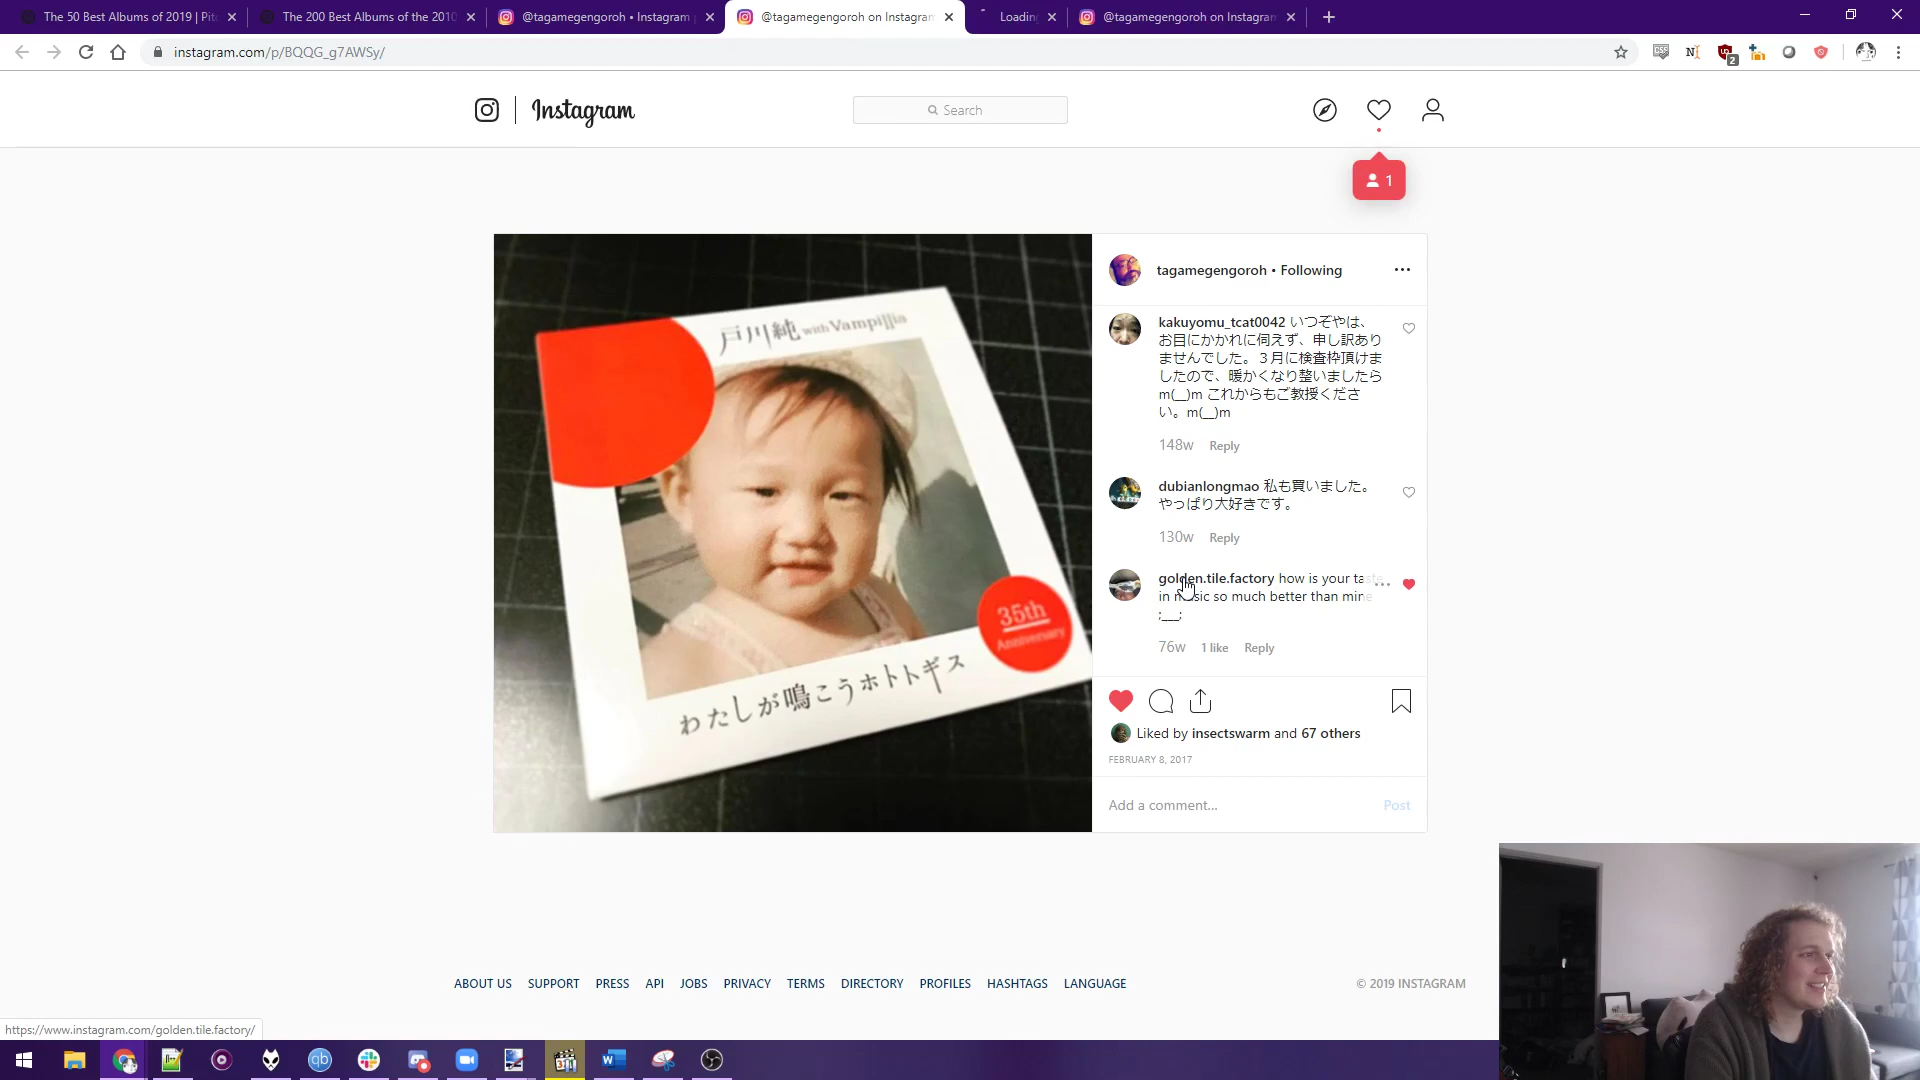 The 50 Best Albums of 2019 | Pitc
The 200 Best Albums of the 2010
@tagamegengoroh • Instagram p
@tagamegengoroh on Instagram
Loading
@tagamegengoroh on Instagram
instagram.com/p/BQQG_g7AWSy/
2
Instagram
Search
1
戸川純 with Vampillia
35th
Anniversary
わたしが鳴こうホトトギス
tagamegengoroh • Following
kakuyomu_tcat0042 いつぞやは、
お目にかかれに伺えず、申し訳あり
ませんでした。３月に検査枠頂けま
したので、暖かくなり整いましたら
m(__)m これからもご教授くださ
い。m(__)m
148w Reply
dubianlongmao 私も買いました。
やっぱり大好きです。
130w Reply
golden.tile.factory how is your taste
in music so much better than mine
;___;
76w 1 like Reply
Liked by insectswarm and 67 others
FEBRUARY 8, 2017
Add a comment... Post
ABOUT US SUPPORT PRESS API JOBS PRIVACY TERMS DIRECTORY PROFILES HASHTAGS LANGUAGE
© 2019 INSTAGRAM
https://www.instagram.com/golden.tile.factory/